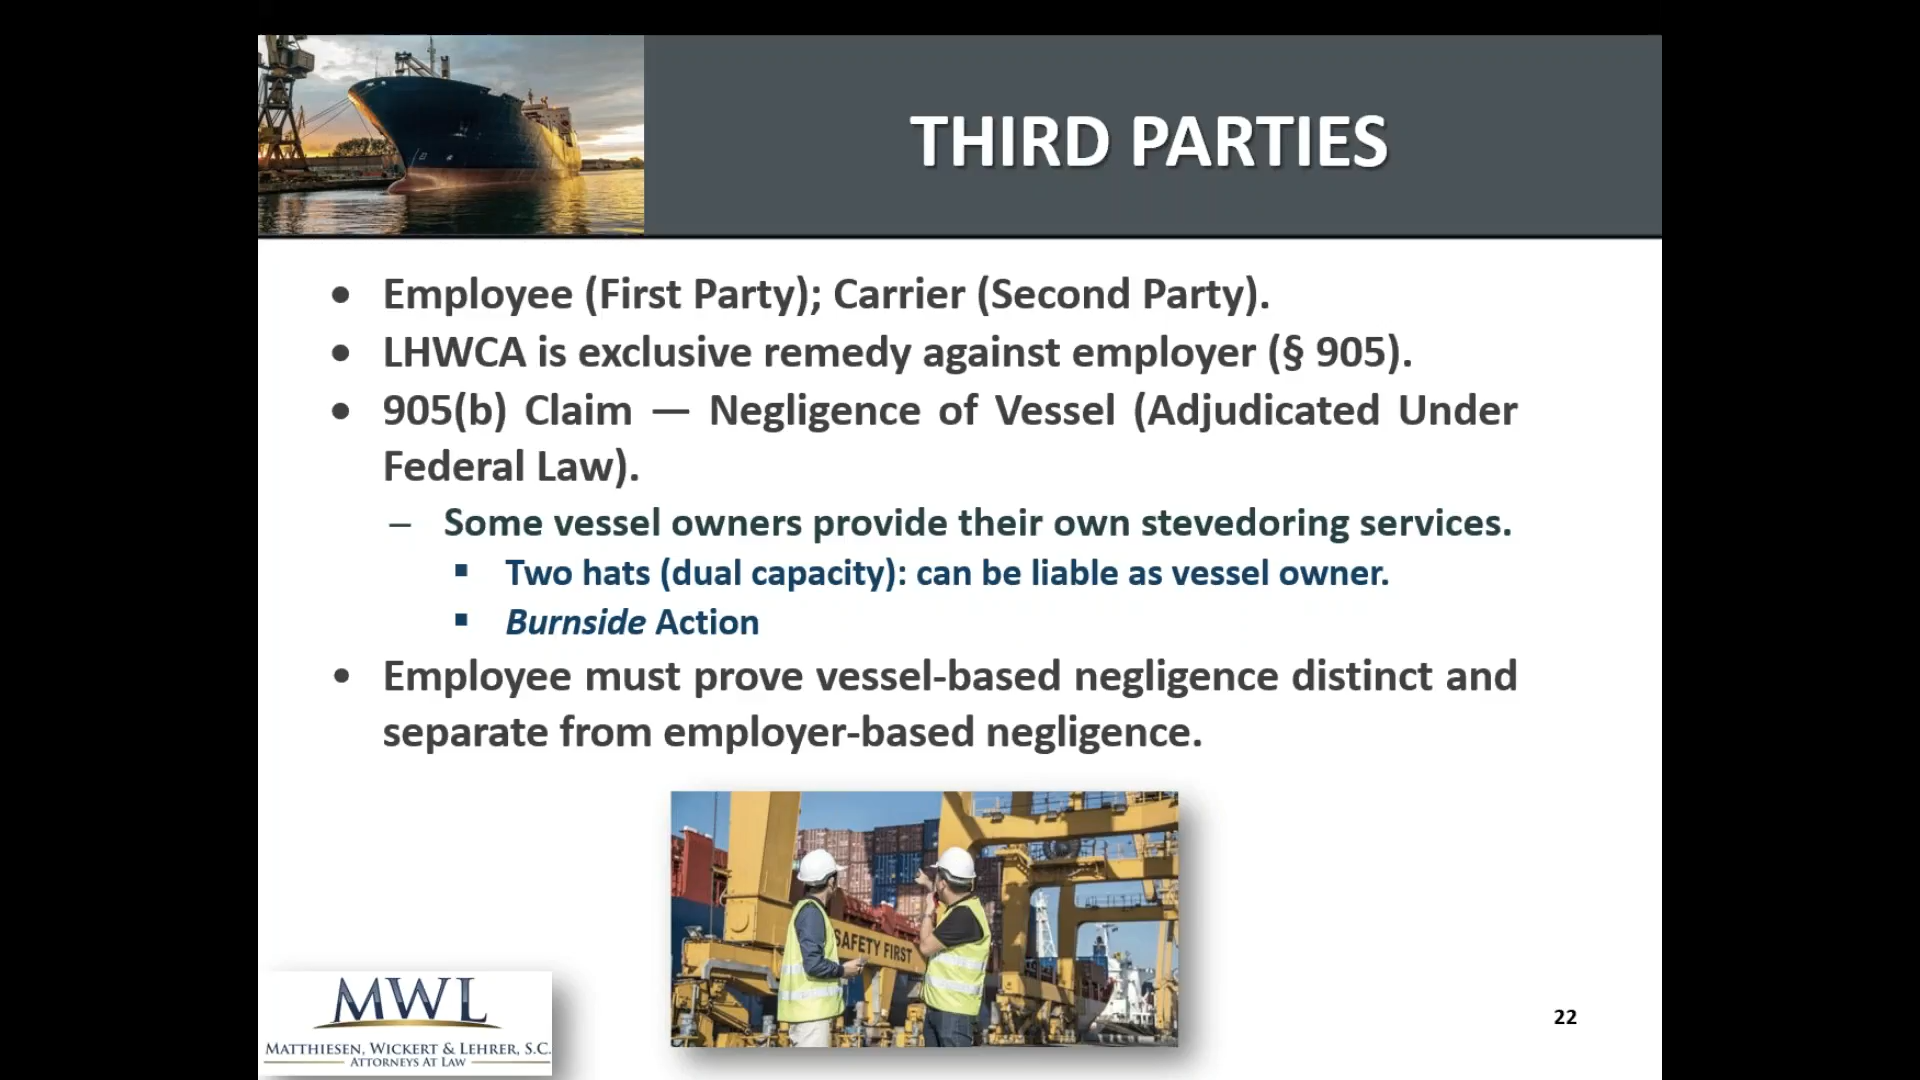 THIRD PARTIES
• Employee (First Party); Carrier (Second Party).
• LHWCA is exclusive remedy against employer (§ 905).
• 905(b) Claim — Negligence of Vessel (Adjudicated Under
Federal Law).
– Some vessel owners provide their own stevedoring services.
▪ Two hats (dual capacity): can be liable as vessel owner.
▪ Burnside Action
• Employee must prove vessel-based negligence distinct and
separate from employer-based negligence.
SAFETY FIRST
MWL
MATTHIESEN, WICKERT & LEHRER, S.C.
ATTORNEYS AT LAW
22